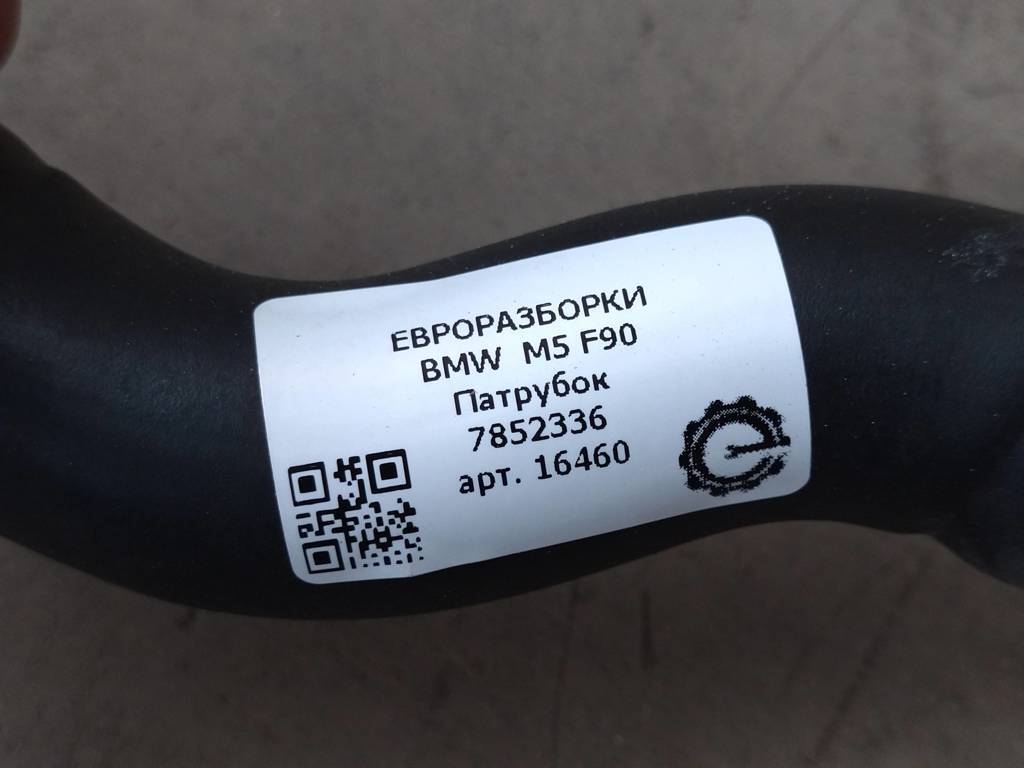 ЕВРОРАЗБОРКИ
BMW M5 F90
Патрубок
7852336
арт. 16460